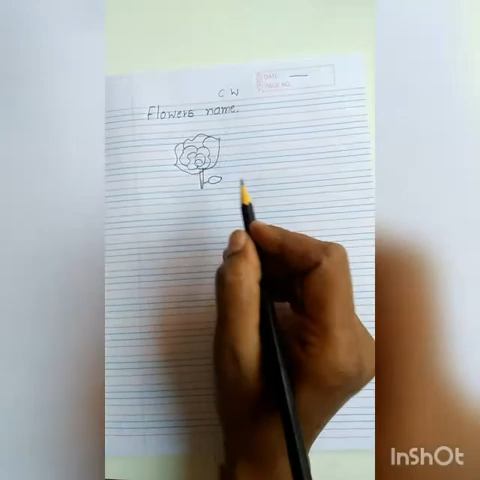 DATE
PAGE NO.
C W
Flowers name.
InShOt